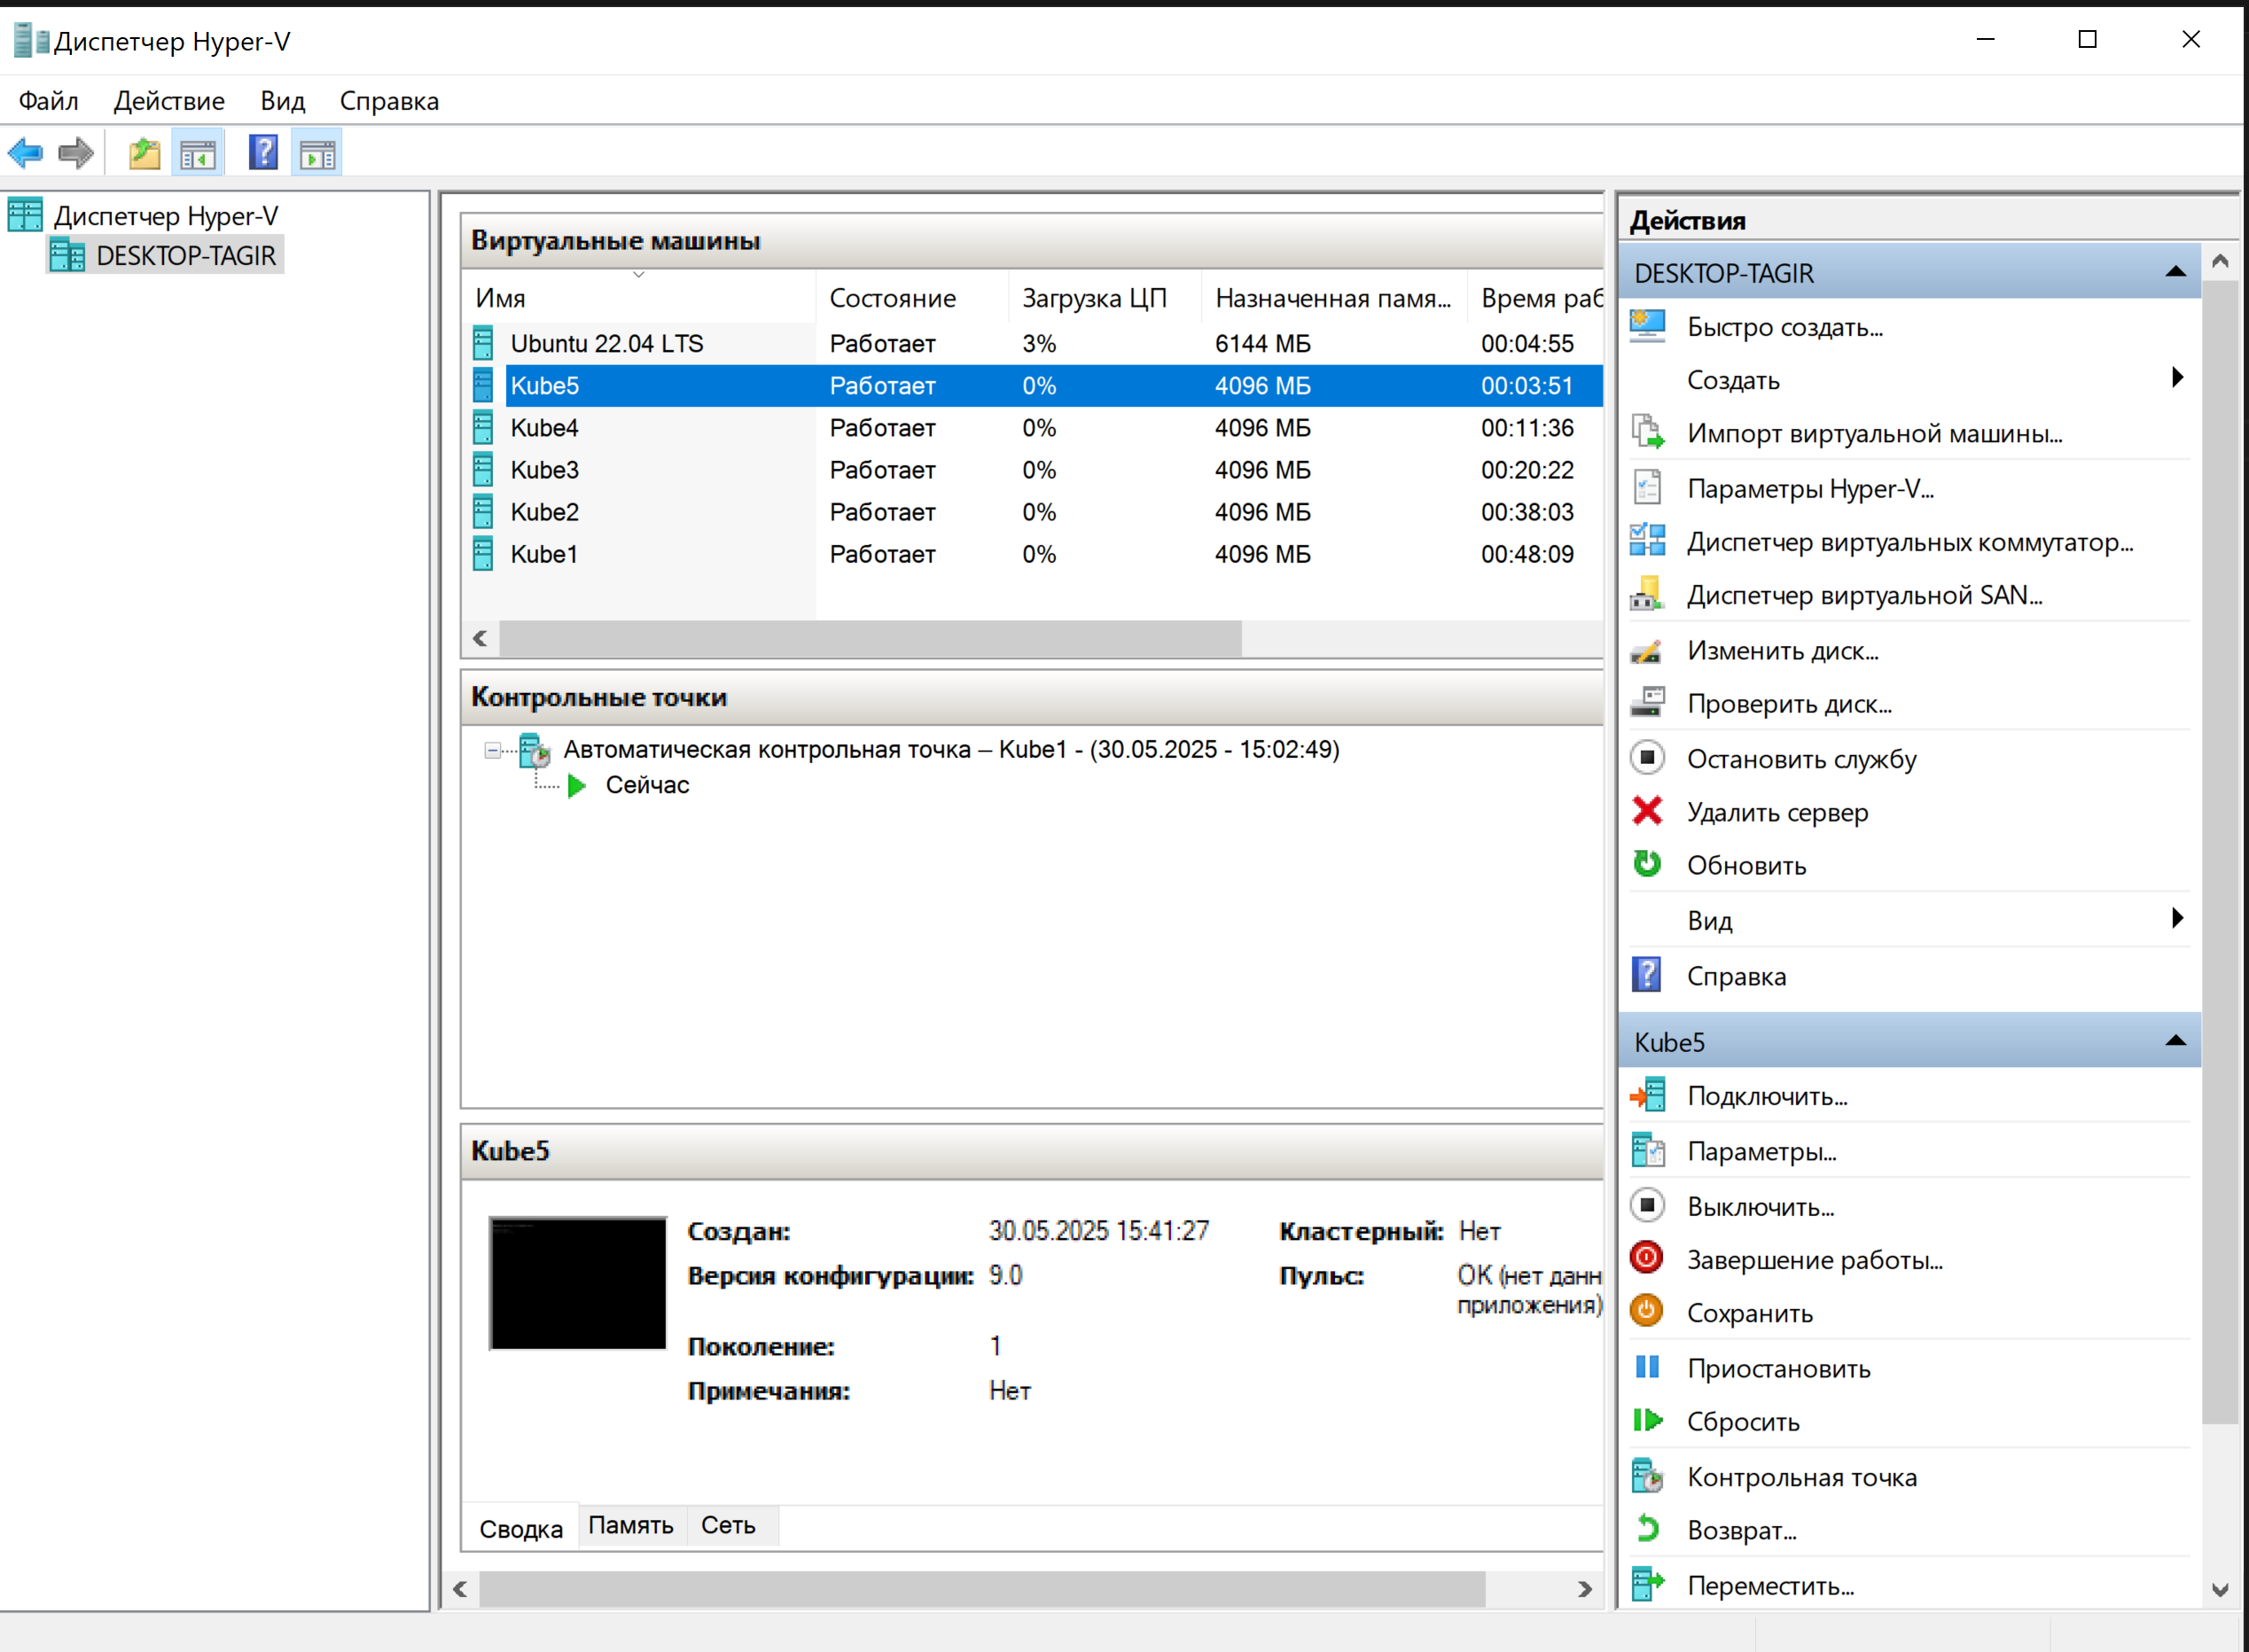 Диспетчер Hyper-V
Файл Действие Вид Справка
Диспетчер Hyper-V
DESKTOP-TAGIR
Виртуальные машины
Имя Состояние Загрузка ЦП Назначенная памя... Время раб
Ubuntu 22.04 LTS Работает 3% 6144 МБ 00:04:55
Kube5 Работает 0% 4096 МБ 00:03:51
Kube4 Работает 0% 4096 МБ 00:11:36
Kube3 Работает 0% 4096 МБ 00:20:22
Kube2 Работает 0% 4096 МБ 00:38:03
Kube1 Работает 0% 4096 МБ 00:48:09
Контрольные точки
Автоматическая контрольная точка – Kube1 - (30.05.2025 - 15:02:49)
Сейчас
Kube5
Создан: 30.05.2025 15:41:27 Кластерный: Нет
Версия конфигурации: 9.0 Пульс: ОК (нет данн
приложения)
Поколение: 1
Примечания: Нет
Сводка Память Сеть
Действия
DESKTOP-TAGIR
Быстро создать...
Создать
Импорт виртуальной машины...
Параметры Hyper-V...
Диспетчер виртуальных коммутатор...
Диспетчер виртуальной SAN...
Изменить диск...
Проверить диск...
Остановить службу
Удалить сервер
Обновить
Вид
Справка
Kube5
Подключить...
Параметры...
Выключить...
Завершение работы...
Сохранить
Приостановить
Сбросить
Контрольная точка
Возврат...
Переместить...